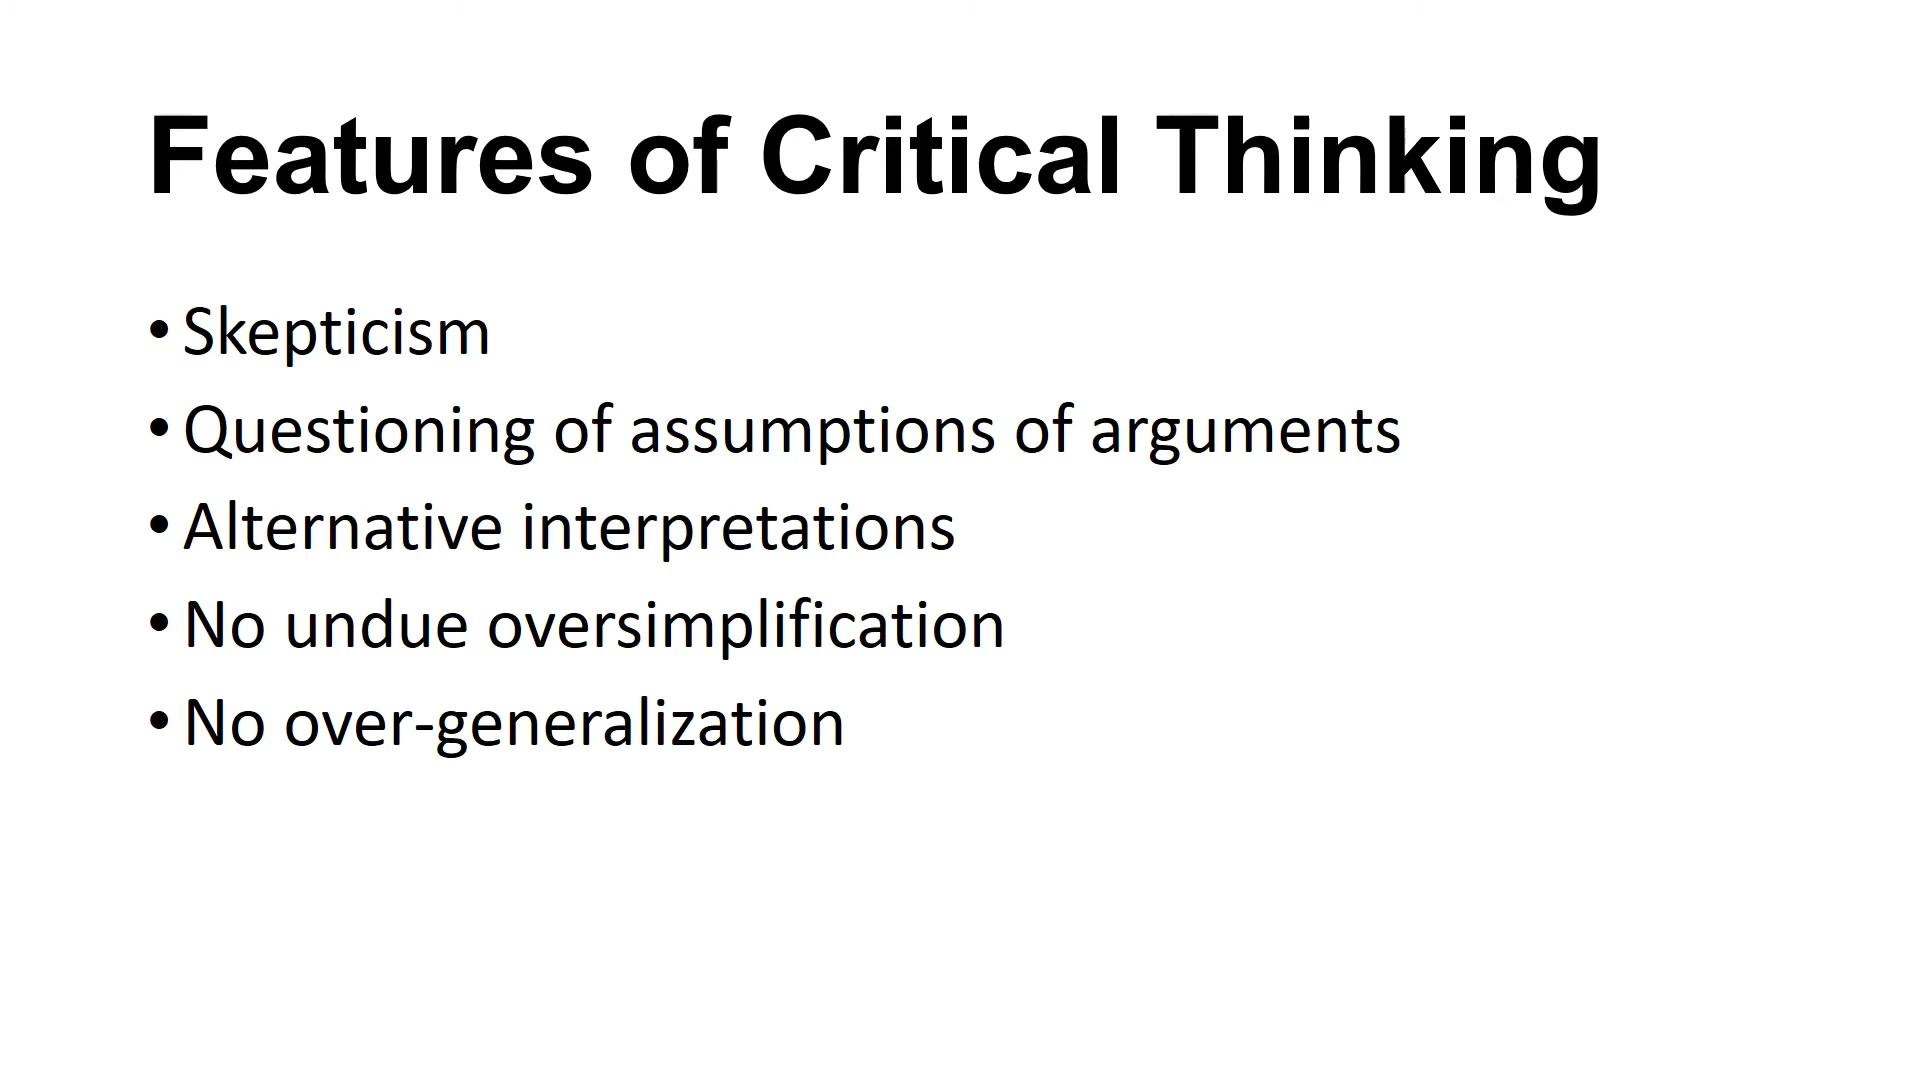 Features of Critical Thinking
• Skepticism
• Questioning of assumptions of arguments
• Alternative interpretations
• No undue oversimplification
• No over-generalization